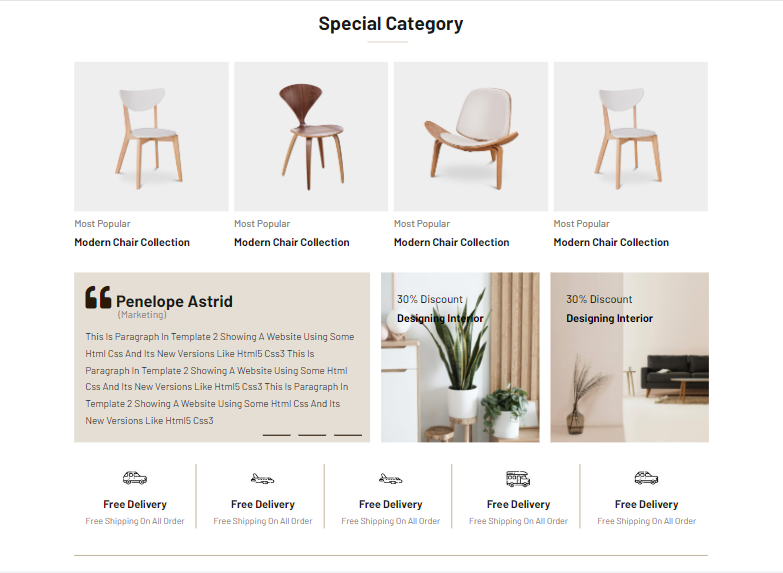 Special Category
Most Popular
Modern Chair Collection
Most Popular
Modern Chair Collection
Most Popular
Modern Chair Collection
Most Popular
Modern Chair Collection
Penelope Astrid
(Marketing)
This Is Paragraph In Template 2 Showing A Website Using Some
Html Css And Its New Versions Like Html5 Css3 This Is
Paragraph In Template 2 Showing A Website Using Some Html
Css And Its New Versions Like Html5 Css3 This Is Paragraph In
Template 2 Showing A Website Using Some Html Css And Its
New Versions Like Html5 Css3
30% Discount
Designing Interior
30% Discount
Designing Interior
Free Delivery
Free Shipping On All Order
Free Delivery
Free Shipping On All Order
Free Delivery
Free Shipping On All Order
Free Delivery
Free Shipping On All Order
Free Delivery
Free Shipping On All Order